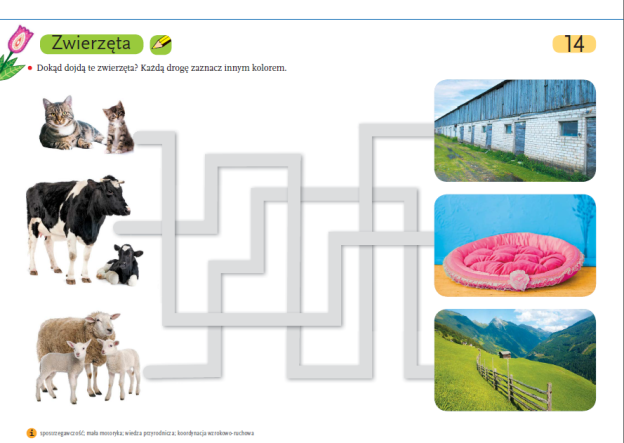 Zwierzęta
14
Dokąd dojdą te zwierzęta? Każdą drogę zaznacz innym kolorem.
spostrzegawczość; mała motoryka; wiedza przyrodnicza; koordynacja wzrokowo-ruchowa